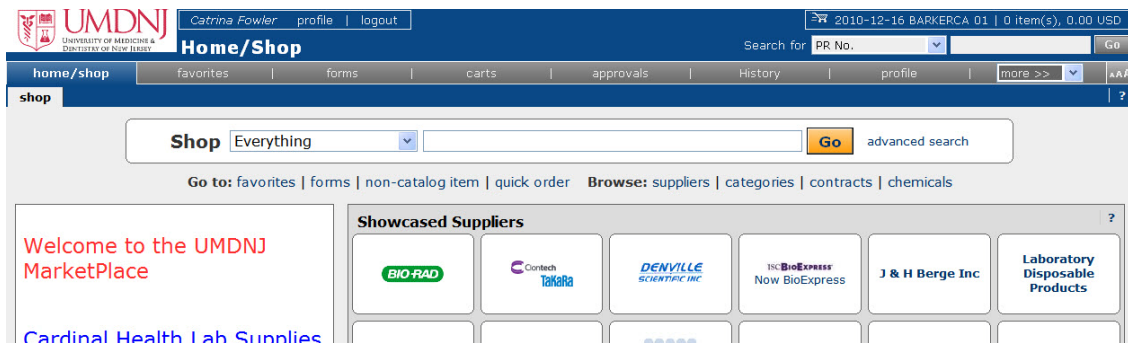 UMDNJ
UNIVERSITY OF MEDICINE &
DENTISTRY OF NEW JERSEY
Catrina Fowler profile | logout
2010-12-16 BARKERCA 01 | 0 item(s), 0.00 USD
Home/Shop
Search for PR No. Go
home/shop favorites | forms | carts | approvals | History | profile | more >> AAA
shop ?
Shop Everything Go advanced search
Go to: favorites | forms | non-catalog item | quick order Browse: suppliers | categories | contracts | chemicals
Welcome to the UMDNJ
MarketPlace
Cardinal Health Lab Supplies
Showcased Suppliers ?
BIO-RAD
Clontech
TaKaRa
DENVILLE
SCIENTIFIC INC
ISCBIOEXPRESS
Now BioExpress
J & H Berge Inc
Laboratory
Disposable
Products